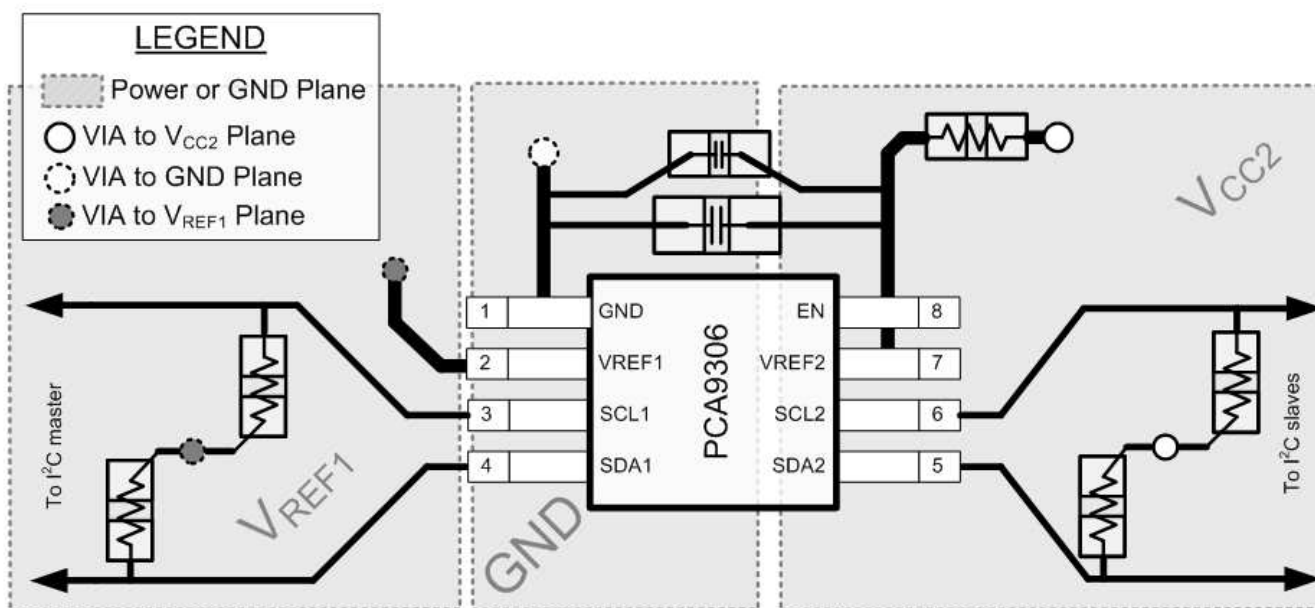 LEGEND
Power or GND Plane
VIA to VCC2 Plane
VIA to GND Plane
VIA to VREF1 Plane
VCC2
1 GND EN 8
2 VREF1 VREF2 7
3 SCL1 SCL2 6
4 SDA1 SDA2 5
PCA9306
To I²C master
To I²C slaves
VREF1
GND